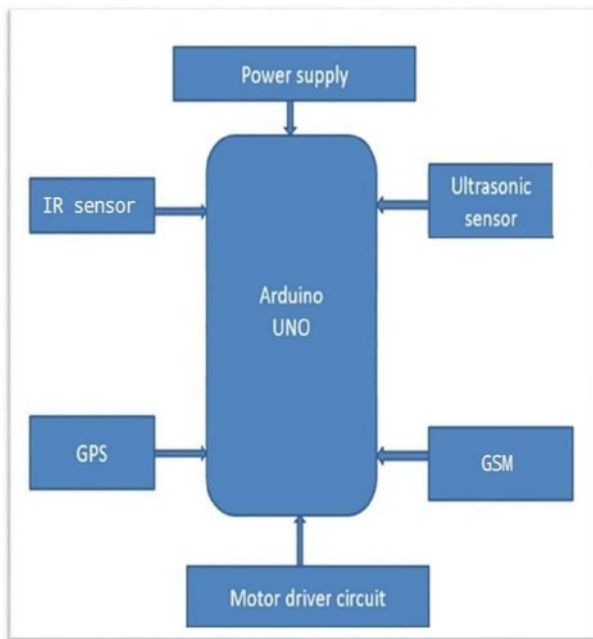 Power supply
IR sensor
Ultrasonic
sensor
Arduino
UNO
GPS
GSM
Motor driver circuit